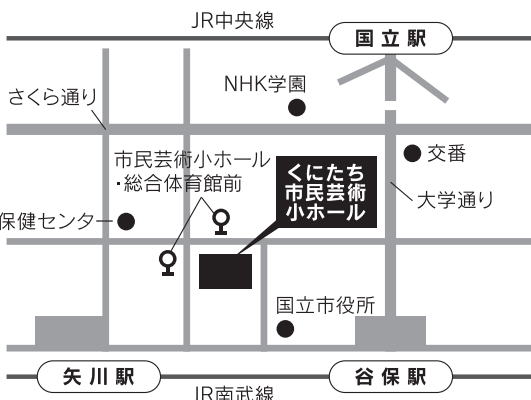 JR中央線
国立駅
NHK学園
さくら通り
交番
市民芸術小ホール
・総合体育館前
くにたち
市民芸術
小ホール
大学通り
保健センター
国立市役所
矢川駅
谷保駅
JR南武線